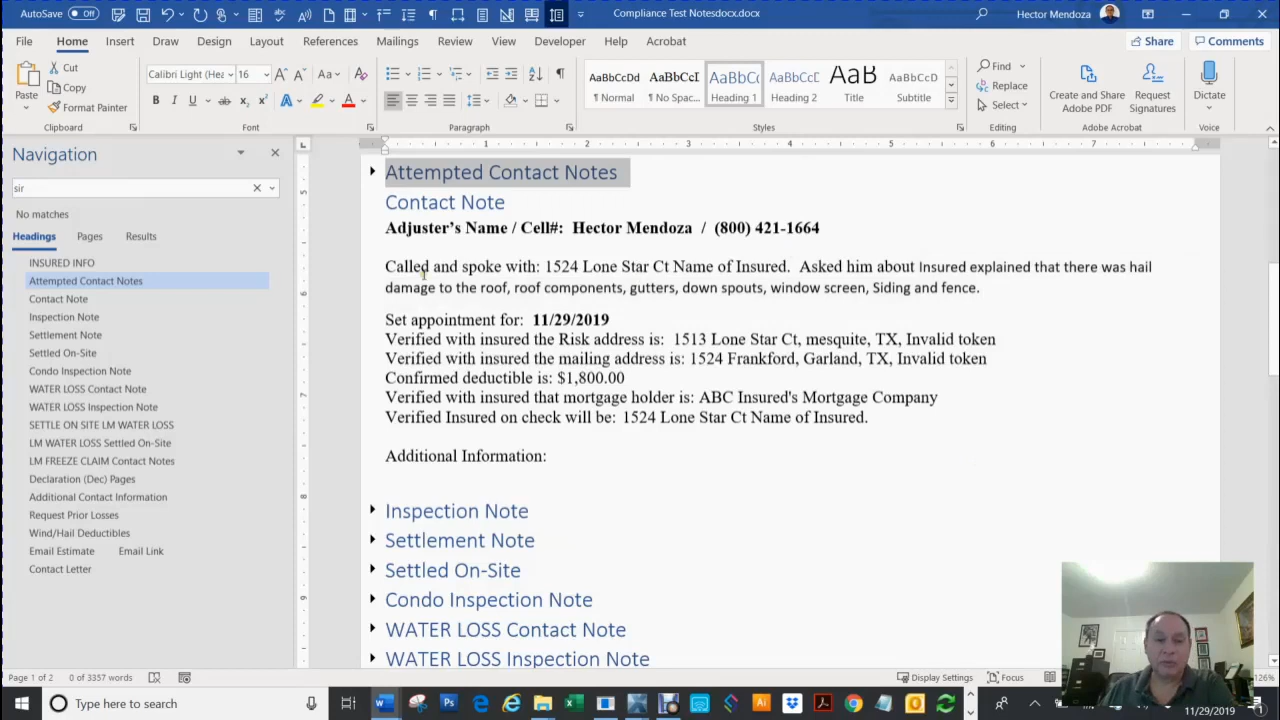 AutoSave Off Compliance Test Notesdocx.docx Hector Mendoza
File Home Insert Draw Design Layout References Mailings Review View Developer Help Acrobat Share Comments
Paste Cut Copy Format Painter
Calibri Light (Hea 16
AaBbCcDd AaBbCcI AaBbC( AaBbCcD AaB AaBbCcD
¶ Normal ¶ No Spac... Heading 1 Heading 2 Title Subtitle
Find Replace Select
Create and Share Adobe PDF Request Signatures Dictate
Clipboard Font Paragraph Styles Editing Adobe Acrobat Voice
Navigation
sir
No matches
Headings Pages Results
INSURED INFO
Attempted Contact Notes
Contact Note
Inspection Note
Settlement Note
Settled On-Site
Condo Inspection Note
WATER LOSS Contact Note
WATER LOSS Inspection Note
SETTLE ON SITE LM WATER LOSS
LM WATER LOSS Settled On-Site
LM FREEZE CLAIM Contact Notes
Declaration (Dec) Pages
Additional Contact Information
Request Prior Losses
Wind/Hail Deductibles
Email Estimate Email Link
Contact Letter
1 2 3 4 5 6 7
Attempted Contact Notes
Contact Note
Adjuster's Name / Cell#: Hector Mendoza / (800) 421-1664
Called and spoke with: 1524 Lone Star Ct Name of Insured. Asked him about Insured explained that there was hail
damage to the roof, roof components, gutters, down spouts, window screen, Siding and fence.
Set appointment for: 11/29/2019
Verified with insured the Risk address is: 1513 Lone Star Ct, mesquite, TX, Invalid token
Verified with insured the mailing address is: 1524 Frankford, Garland, TX, Invalid token
Confirmed deductible is: $1,800.00
Verified with insured that mortgage holder is: ABC Insured's Mortgage Company
Verified Insured on check will be: 1524 Lone Star Ct Name of Insured.
Additional Information:
Inspection Note
Settlement Note
Settled On-Site
Condo Inspection Note
WATER LOSS Contact Note
WATER LOSS Inspection Note
Page 1 of 2 0 of 3357 words Display Settings Focus 126%
Type here to search 11/29/2019